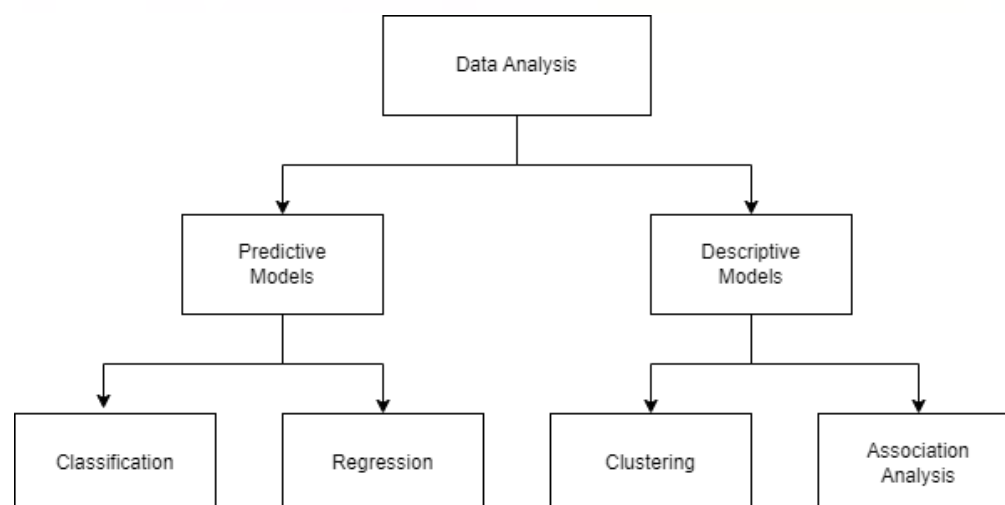 Data Analysis
Predictive
Models
Descriptive
Models
Classification
Regression
Clustering
Association
Analysis